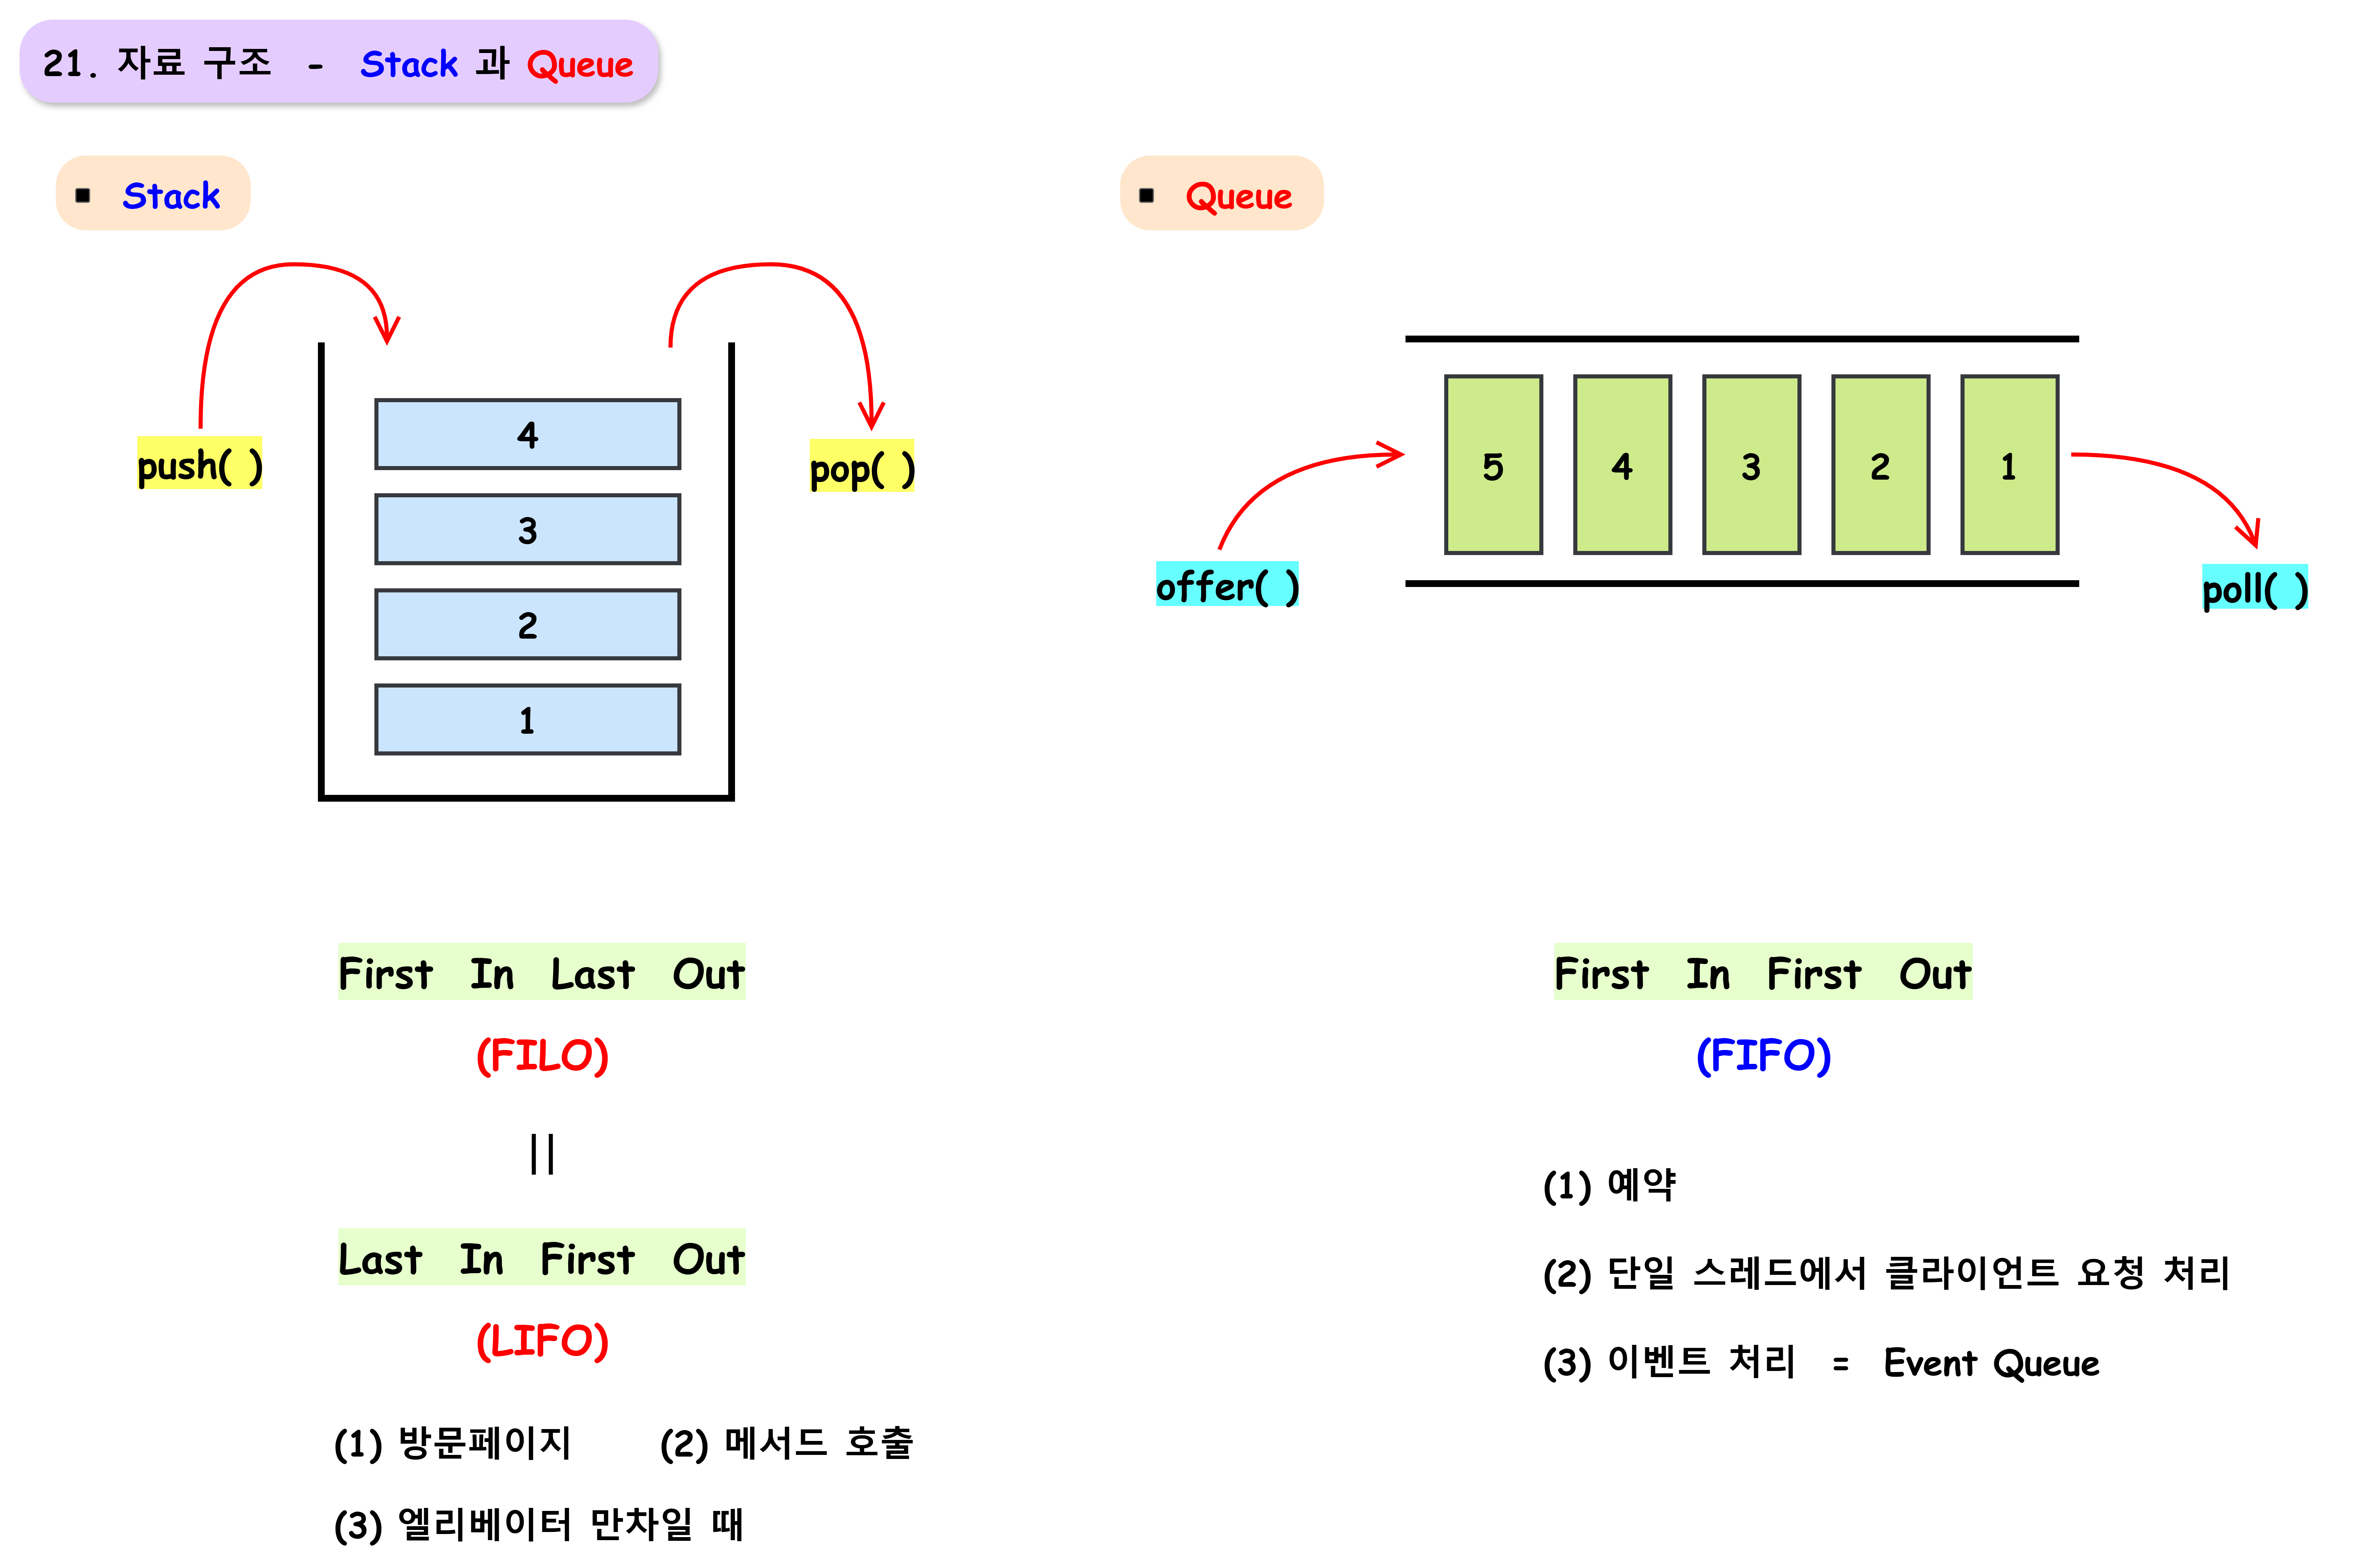 21. 자료 구조 - Stack 과 Queue
■ Stack
push( )
pop( )
4
3
2
1
First In Last Out
(FILO)
||
Last In First Out
(LIFO)
(1) 방문페이지 (2) 메서드 호출
(3) 엘리베이터 만차일 때
■ Queue
offer( )
5 4 3 2 1
poll( )
First In First Out
(FIFO)
(1) 예약
(2) 단일 스레드에서 클라이언트 요청 처리
(3) 이벤트 처리 = Event Queue